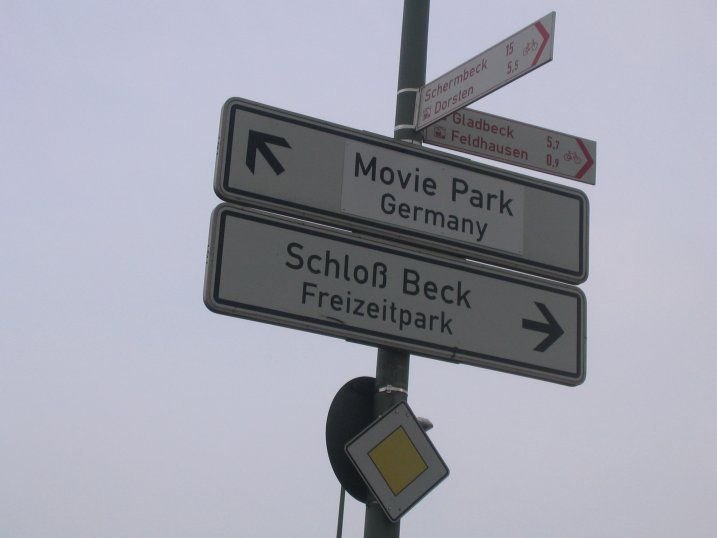 Schermbeck 15
Dorsten 5,5
Gladbeck 5,7
Feldhausen 0,9
Movie Park
Germany
Schloß Beck
Freizeitpark